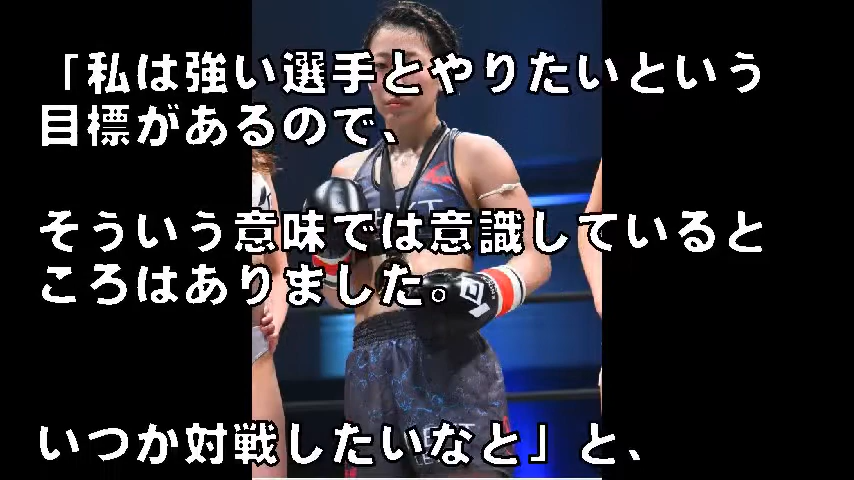 「私は強い選手とやりたいという
目標があるので、
そういう意味では意識していると
ころはありました。
いつか対戦したいなと」と、